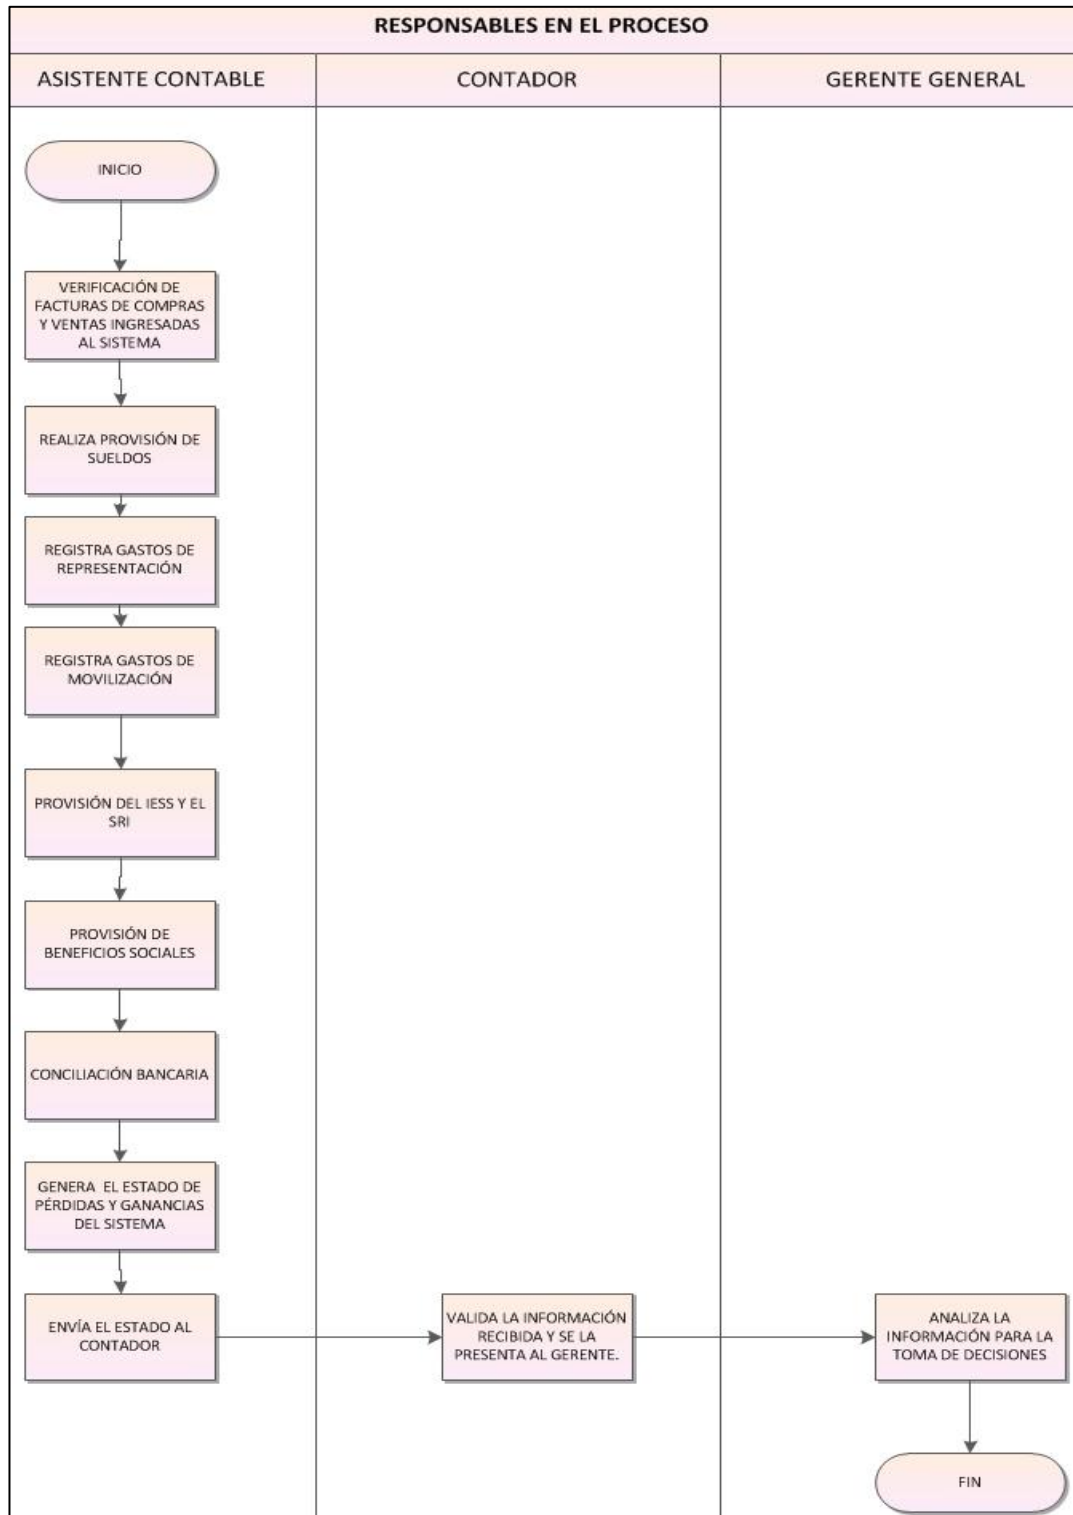 RESPONSABLES EN EL PROCESO
ASISTENTE CONTABLE
CONTADOR
GERENTE GENERAL
INICIO
VERIFICACIÓN DE
FACTURAS DE COMPRAS
Y VENTAS INGRESADAS
AL SISTEMA
REALIZA PROVISIÓN DE
SUELDOS
REGISTRA GASTOS DE
REPRESENTACIÓN
REGISTRA GASTOS DE
MOVILIZACIÓN
PROVISIÓN DEL IESS Y EL
SRI
PROVISIÓN DE
BENEFICIOS SOCIALES
CONCILIACIÓN BANCARIA
GENERA EL ESTADO DE
PÉRDIDAS Y GANANCIAS
DEL SISTEMA
ENVÍA EL ESTADO AL
CONTADOR
VALIDA LA INFORMACIÓN
RECIBIDA Y SE LA
PRESENTA AL GERENTE.
ANALIZA LA
INFORMACIÓN PARA LA
TOMA DE DECISIONES
FIN